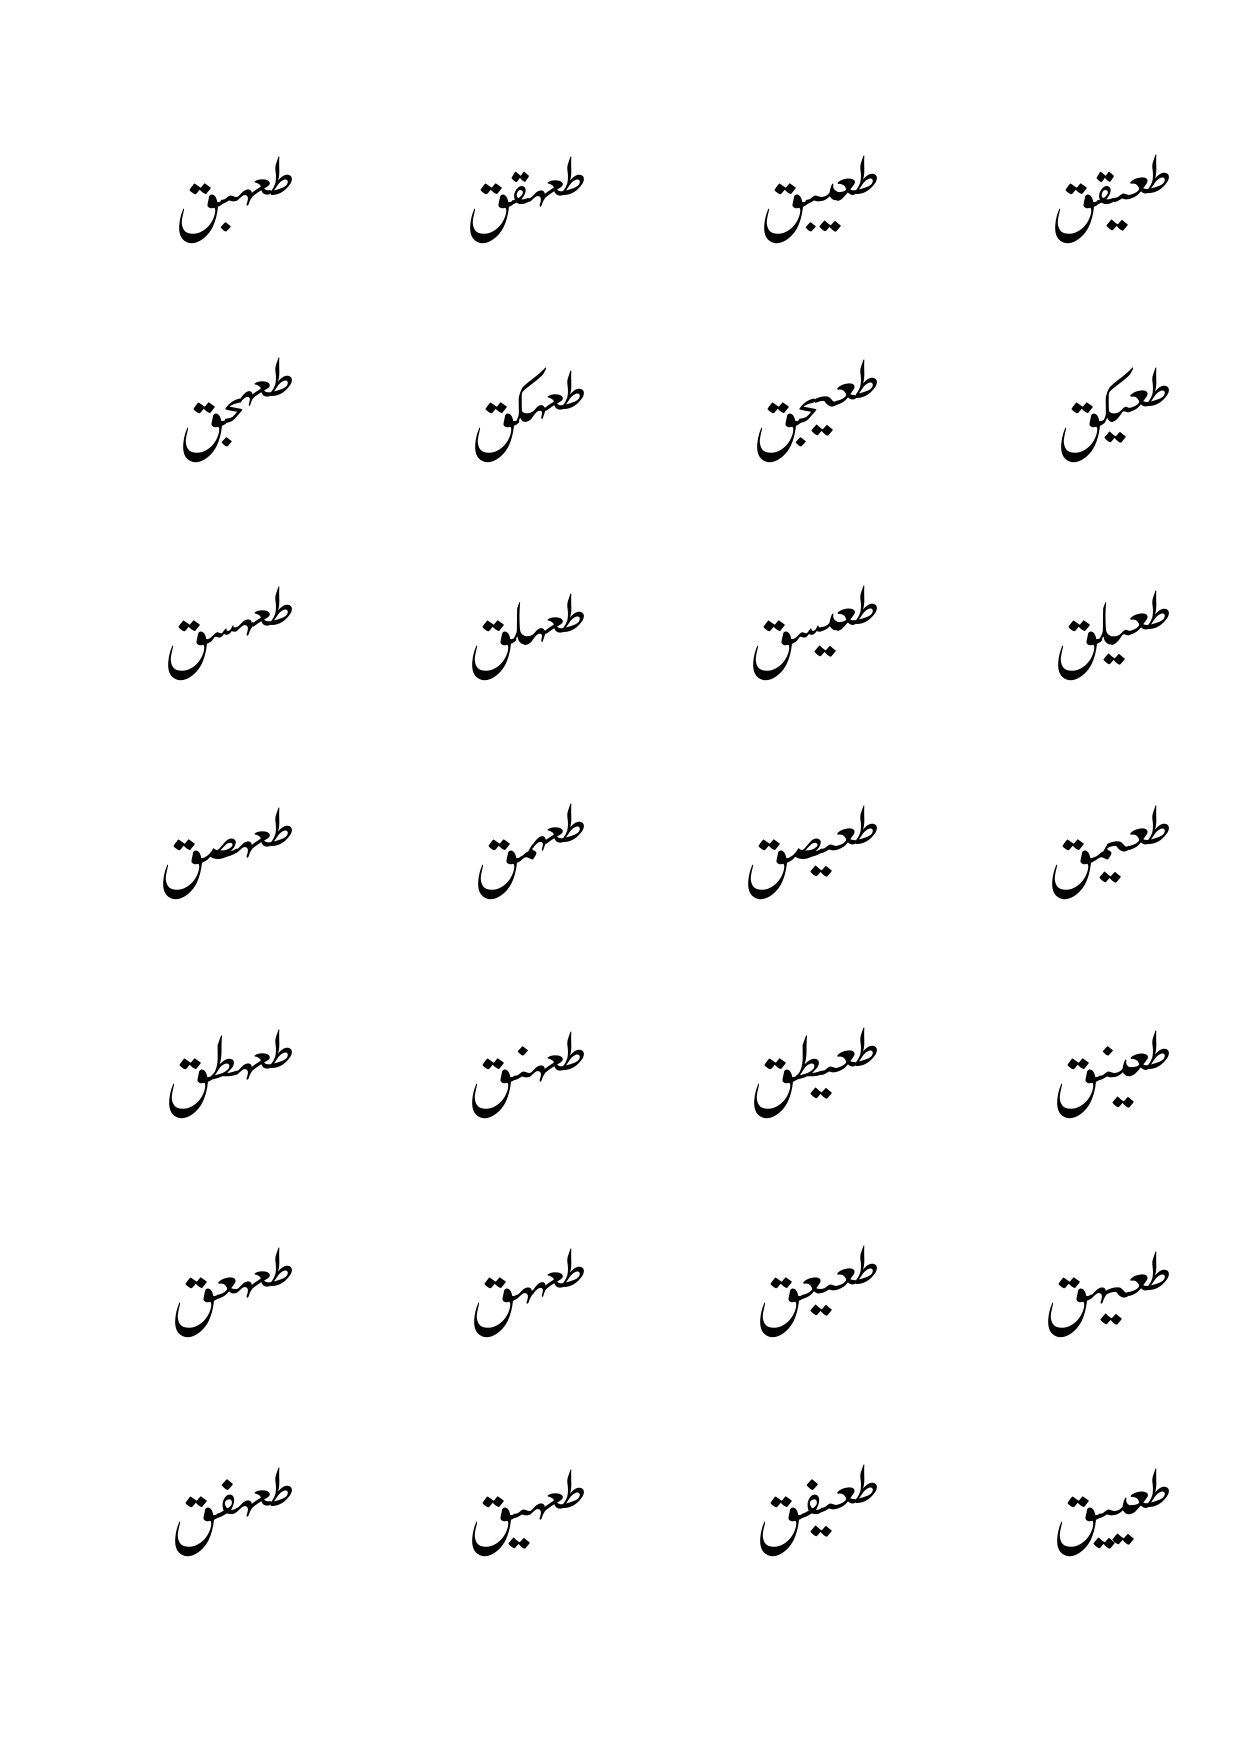 طعيقق طعيبق طعهقق طعهبق
طعيكق طعيجق طعهكق طعهجق
طعيلق طعيسق طعهلق طعهسق
طعيمق طعيصق طعهمق طعهصق
طعينق طعيطق طعهنق طعهطق
طعيهق طعيعق طعههق طعهعق
طعييق طعيفق طعهيق طعهفق